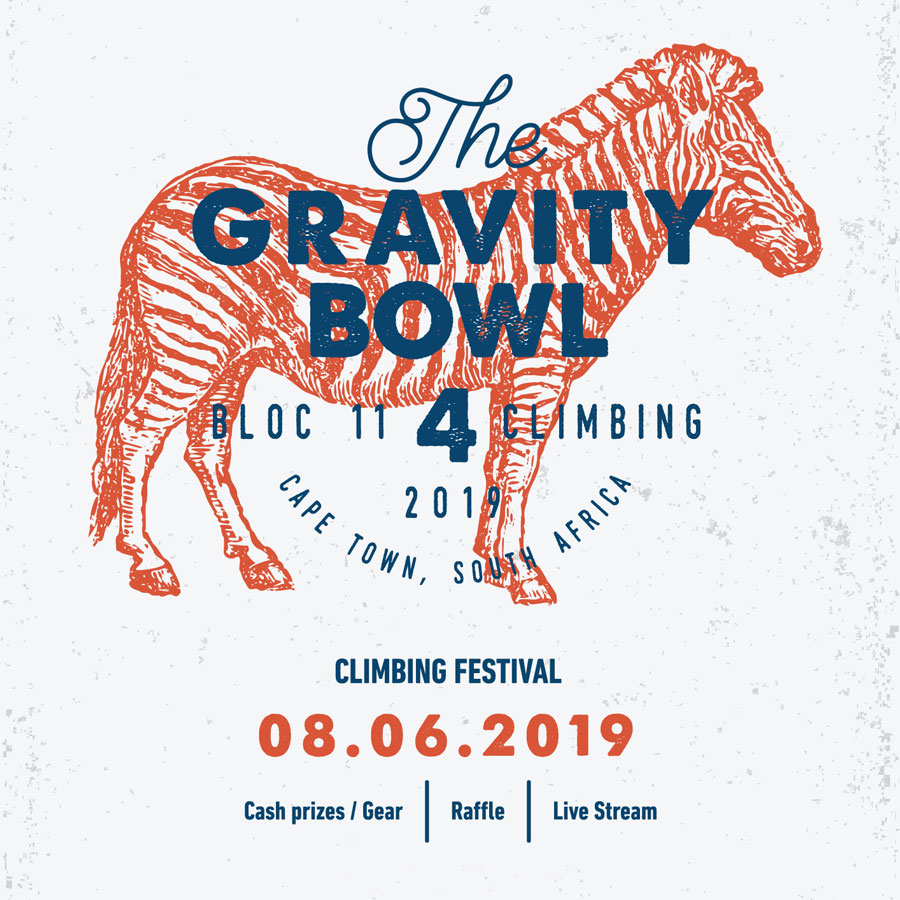 The
GRAVITY
BOWL
BLOC 11 4 CLIMBING
2019
CAPE TOWN, SOUTH AFRICA
CLIMBING FESTIVAL
08.06.2019
Cash prizes / Gear | Raffle | Live Stream